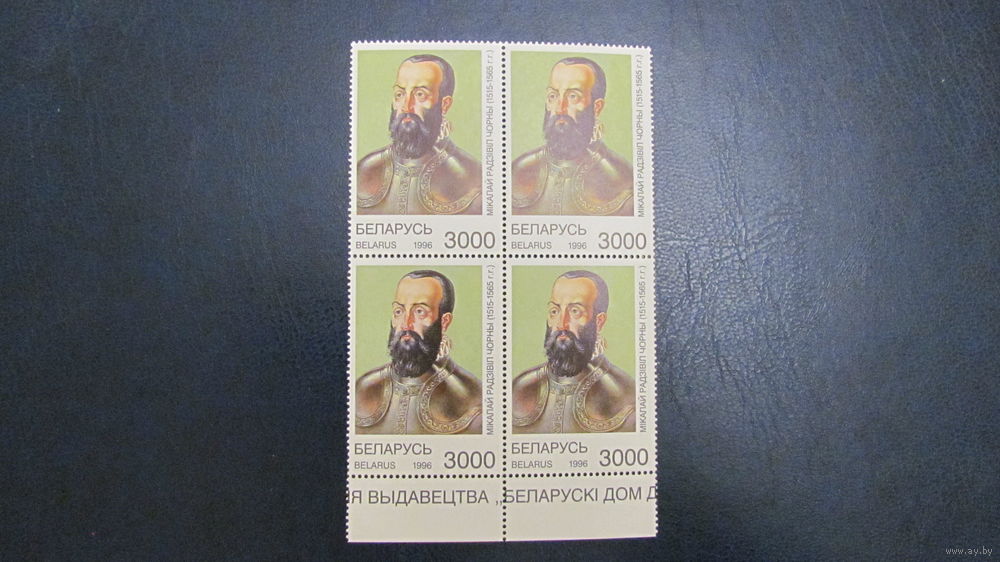 МІКАЛАЙ РАДЗІВІЛ ЧОРНЫ (1515-1565 г.г.)
БЕЛАРУСЬ
BELARUS 1996 3000
МІКАЛАЙ РАДЗІВІЛ ЧОРНЫ (1515-1565 г.г.)
БЕЛАРУСЬ
BELARUS 1996 3000
МІКАЛАЙ РАДЗІВІЛ ЧОРНЫ (1515-1565 г.г.)
БЕЛАРУСЬ
BELARUS 1996 3000
МІКАЛАЙ РАДЗІВІЛ ЧОРНЫ (1515-1565 г.г.)
БЕЛАРУСЬ
BELARUS 1996 3000
Я ВЫДАВЕЦТВА „БЕЛАРУСКІ ДОМ Д
www.ay.by